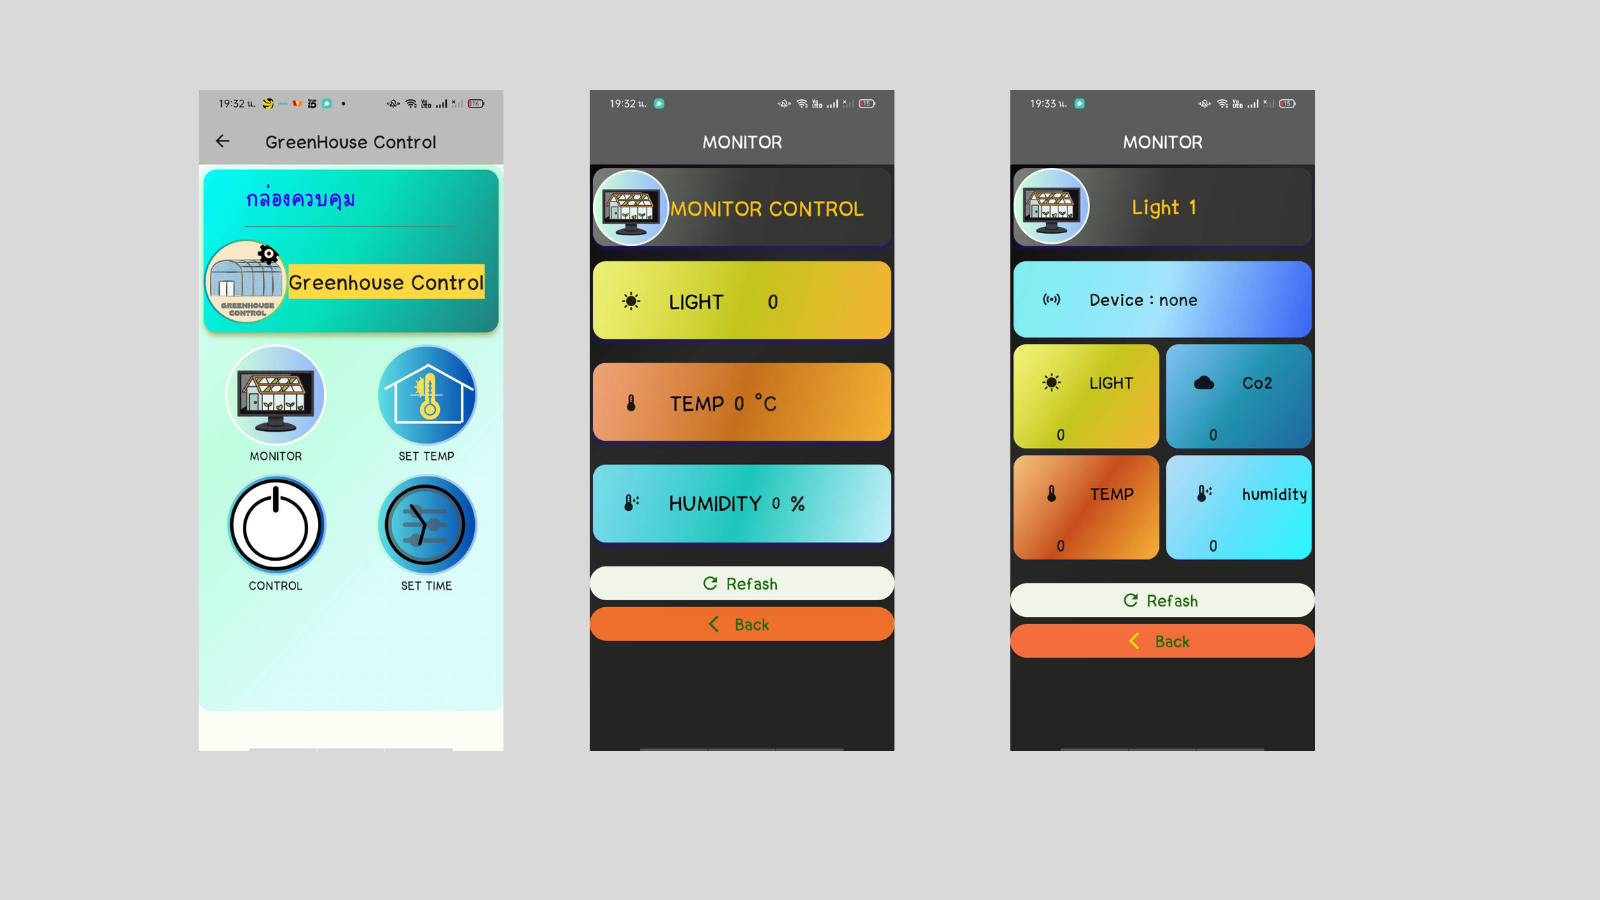 19:32 น.
GreenHouse Control
กล่องควบคุม
GREENHOUSE
CONTROL
Greenhouse Control
MONITOR
SET TEMP
CONTROL
SET TIME
19:32 น.
MONITOR
MONITOR CONTROL
LIGHT 0
TEMP 0 °C
HUMIDITY 0 %
Refash
Back
19:33 น.
MONITOR
Light 1
Device : none
LIGHT
0
Co2
0
TEMP
0
humidity
0
Refash
Back